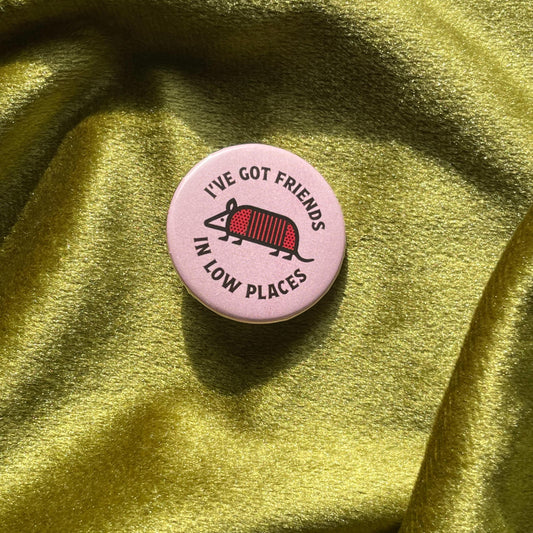 I'VE GOT FRIENDS
IN LOW PLACES